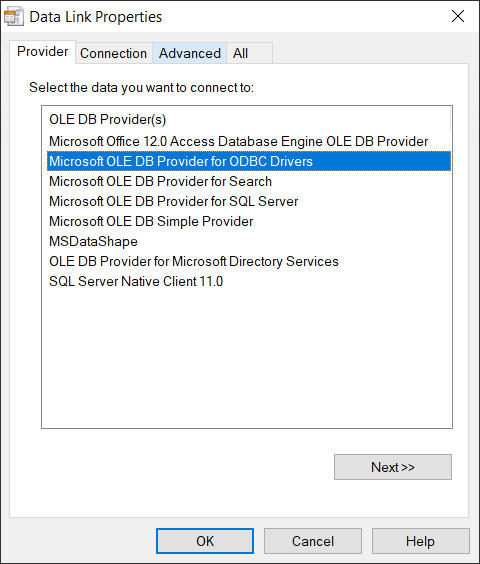 Data Link Properties
Provider
Connection
Advanced
All
Select the data you want to connect to:
OLE DB Provider(s)
Microsoft Office 12.0 Access Database Engine OLE DB Provider
Microsoft OLE DB Provider for ODBC Drivers
Microsoft OLE DB Provider for Search
Microsoft OLE DB Provider for SQL Server
Microsoft OLE DB Simple Provider
MSDataShape
OLE DB Provider for Microsoft Directory Services
SQL Server Native Client 11.0
Next >>
OK
Cancel
Help